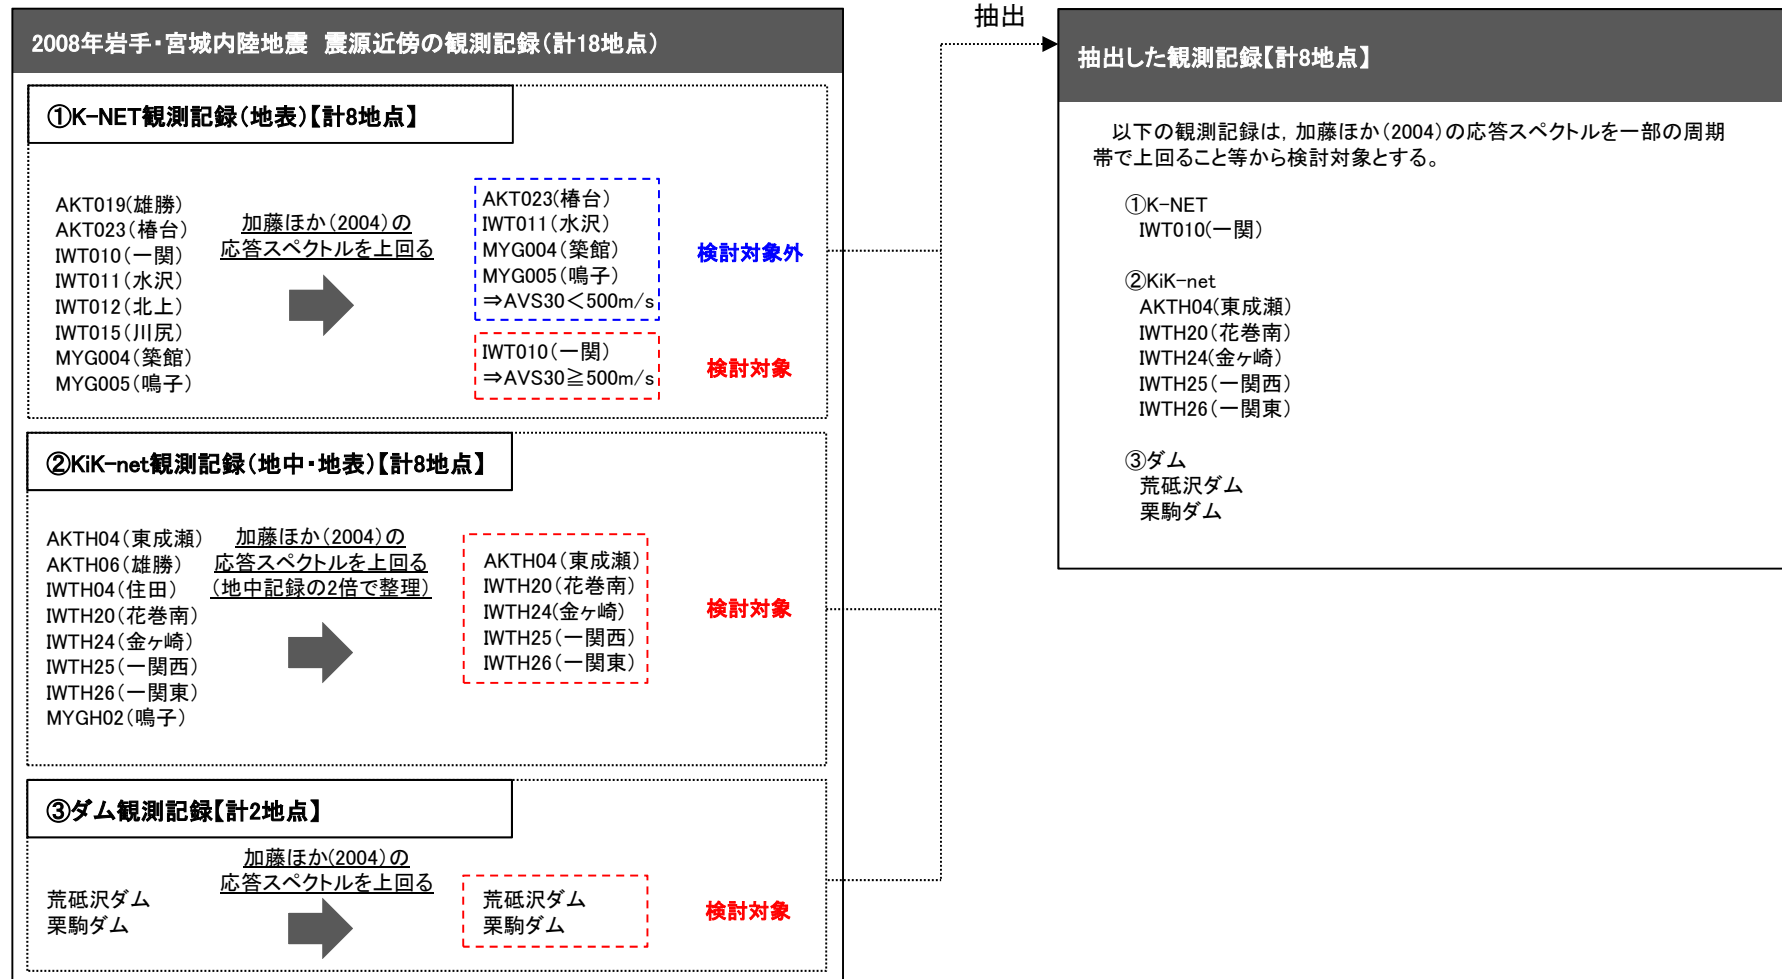 2008年岩手・宮城内陸地震　震源近傍の観測記録（計18地点）
①K-NET観測記録（地表）【計8地点】
AKT019(雄勝）
AKT023（椿台）
IWT010（一関）
IWT011（水沢）
IWT012（北上）
IWT015（川尻）
MYG004（築館）
MYG005（鳴子）
加藤ほか（2004）の
応答スペクトルを上回る
AKT023（椿台）
IWT011（水沢）
MYG004（築館）
MYG005（鳴子）
⇒AVS30＜500m/s
検討対象外
IWT010（一関）
⇒AVS30≧500m/s
検討対象
②KiK-net観測記録（地中・地表）【計8地点】
AKTH04（東成瀬）
AKTH06（雄勝）
IWTH04（住田）
IWTH20（花巻南）
IWTH24（金ヶ崎）
IWTH25（一関西）
IWTH26（一関東）
MYGH02（鳴子）
加藤ほか（2004）の
応答スペクトルを上回る
（地中記録の2倍で整理）
AKTH04（東成瀬）
IWTH20（花巻南）
IWTH24(金ヶ崎）
IWTH25（一関西）
IWTH26（一関東）
検討対象
③ダム観測記録【計2地点】
荒砥沢ダム
栗駒ダム
加藤ほか(2004）の
応答スペクトルを上回る
荒砥沢ダム
栗駒ダム
検討対象
抽出
抽出した観測記録【計8地点】
以下の観測記録は，加藤ほか（2004）の応答スペクトルを一部の周期
帯で上回ること等から検討対象とする。
①K-NET
IWT010(一関）
②KiK-net
AKTH04(東成瀬）
IWTH20（花巻南）
IWTH24(金ヶ崎）
IWTH25（一関西）
IWTH26（一関東）
③ダム
荒砥沢ダム
栗駒ダム